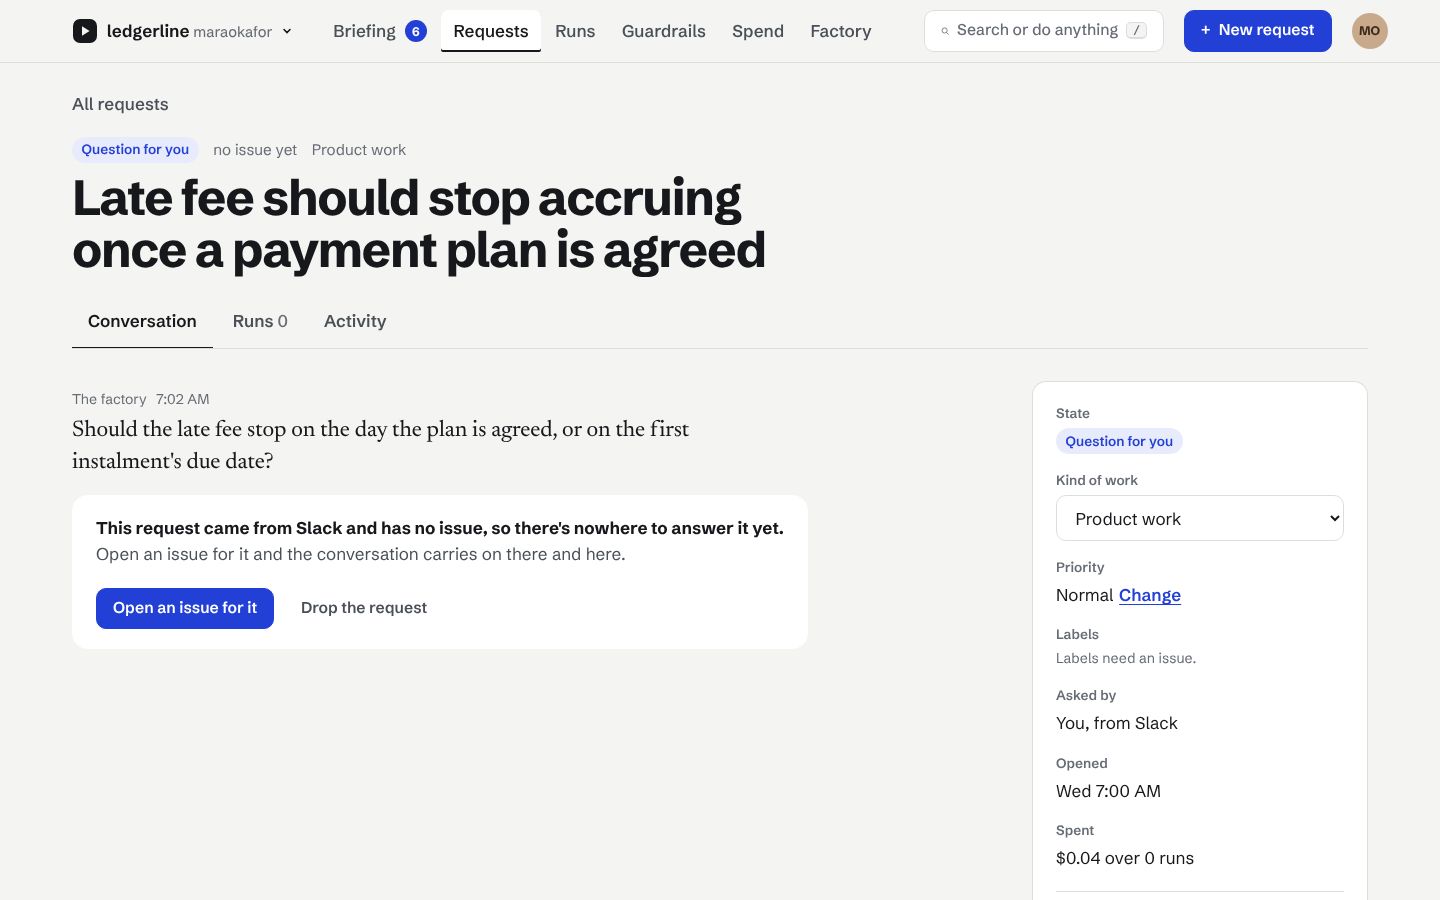 ledgerline maraokafor
Briefing 6
Requests
Runs
Guardrails
Spend
Factory
Search or do anything /
+ New request
MO
All requests
Question for you no issue yet Product work
Late fee should stop accruing
once a payment plan is agreed
Conversation
Runs 0
Activity
The factory 7:02 AM
Should the late fee stop on the day the plan is agreed, or on the first
instalment's due date?
This request came from Slack and has no issue, so there's nowhere to answer it yet.
Open an issue for it and the conversation carries on there and here.
Open an issue for it
Drop the request
State
Question for you
Kind of work
Product work
Priority
Normal Change
Labels
Labels need an issue.
Asked by
You, from Slack
Opened
Wed 7:00 AM
Spent
$0.04 over 0 runs